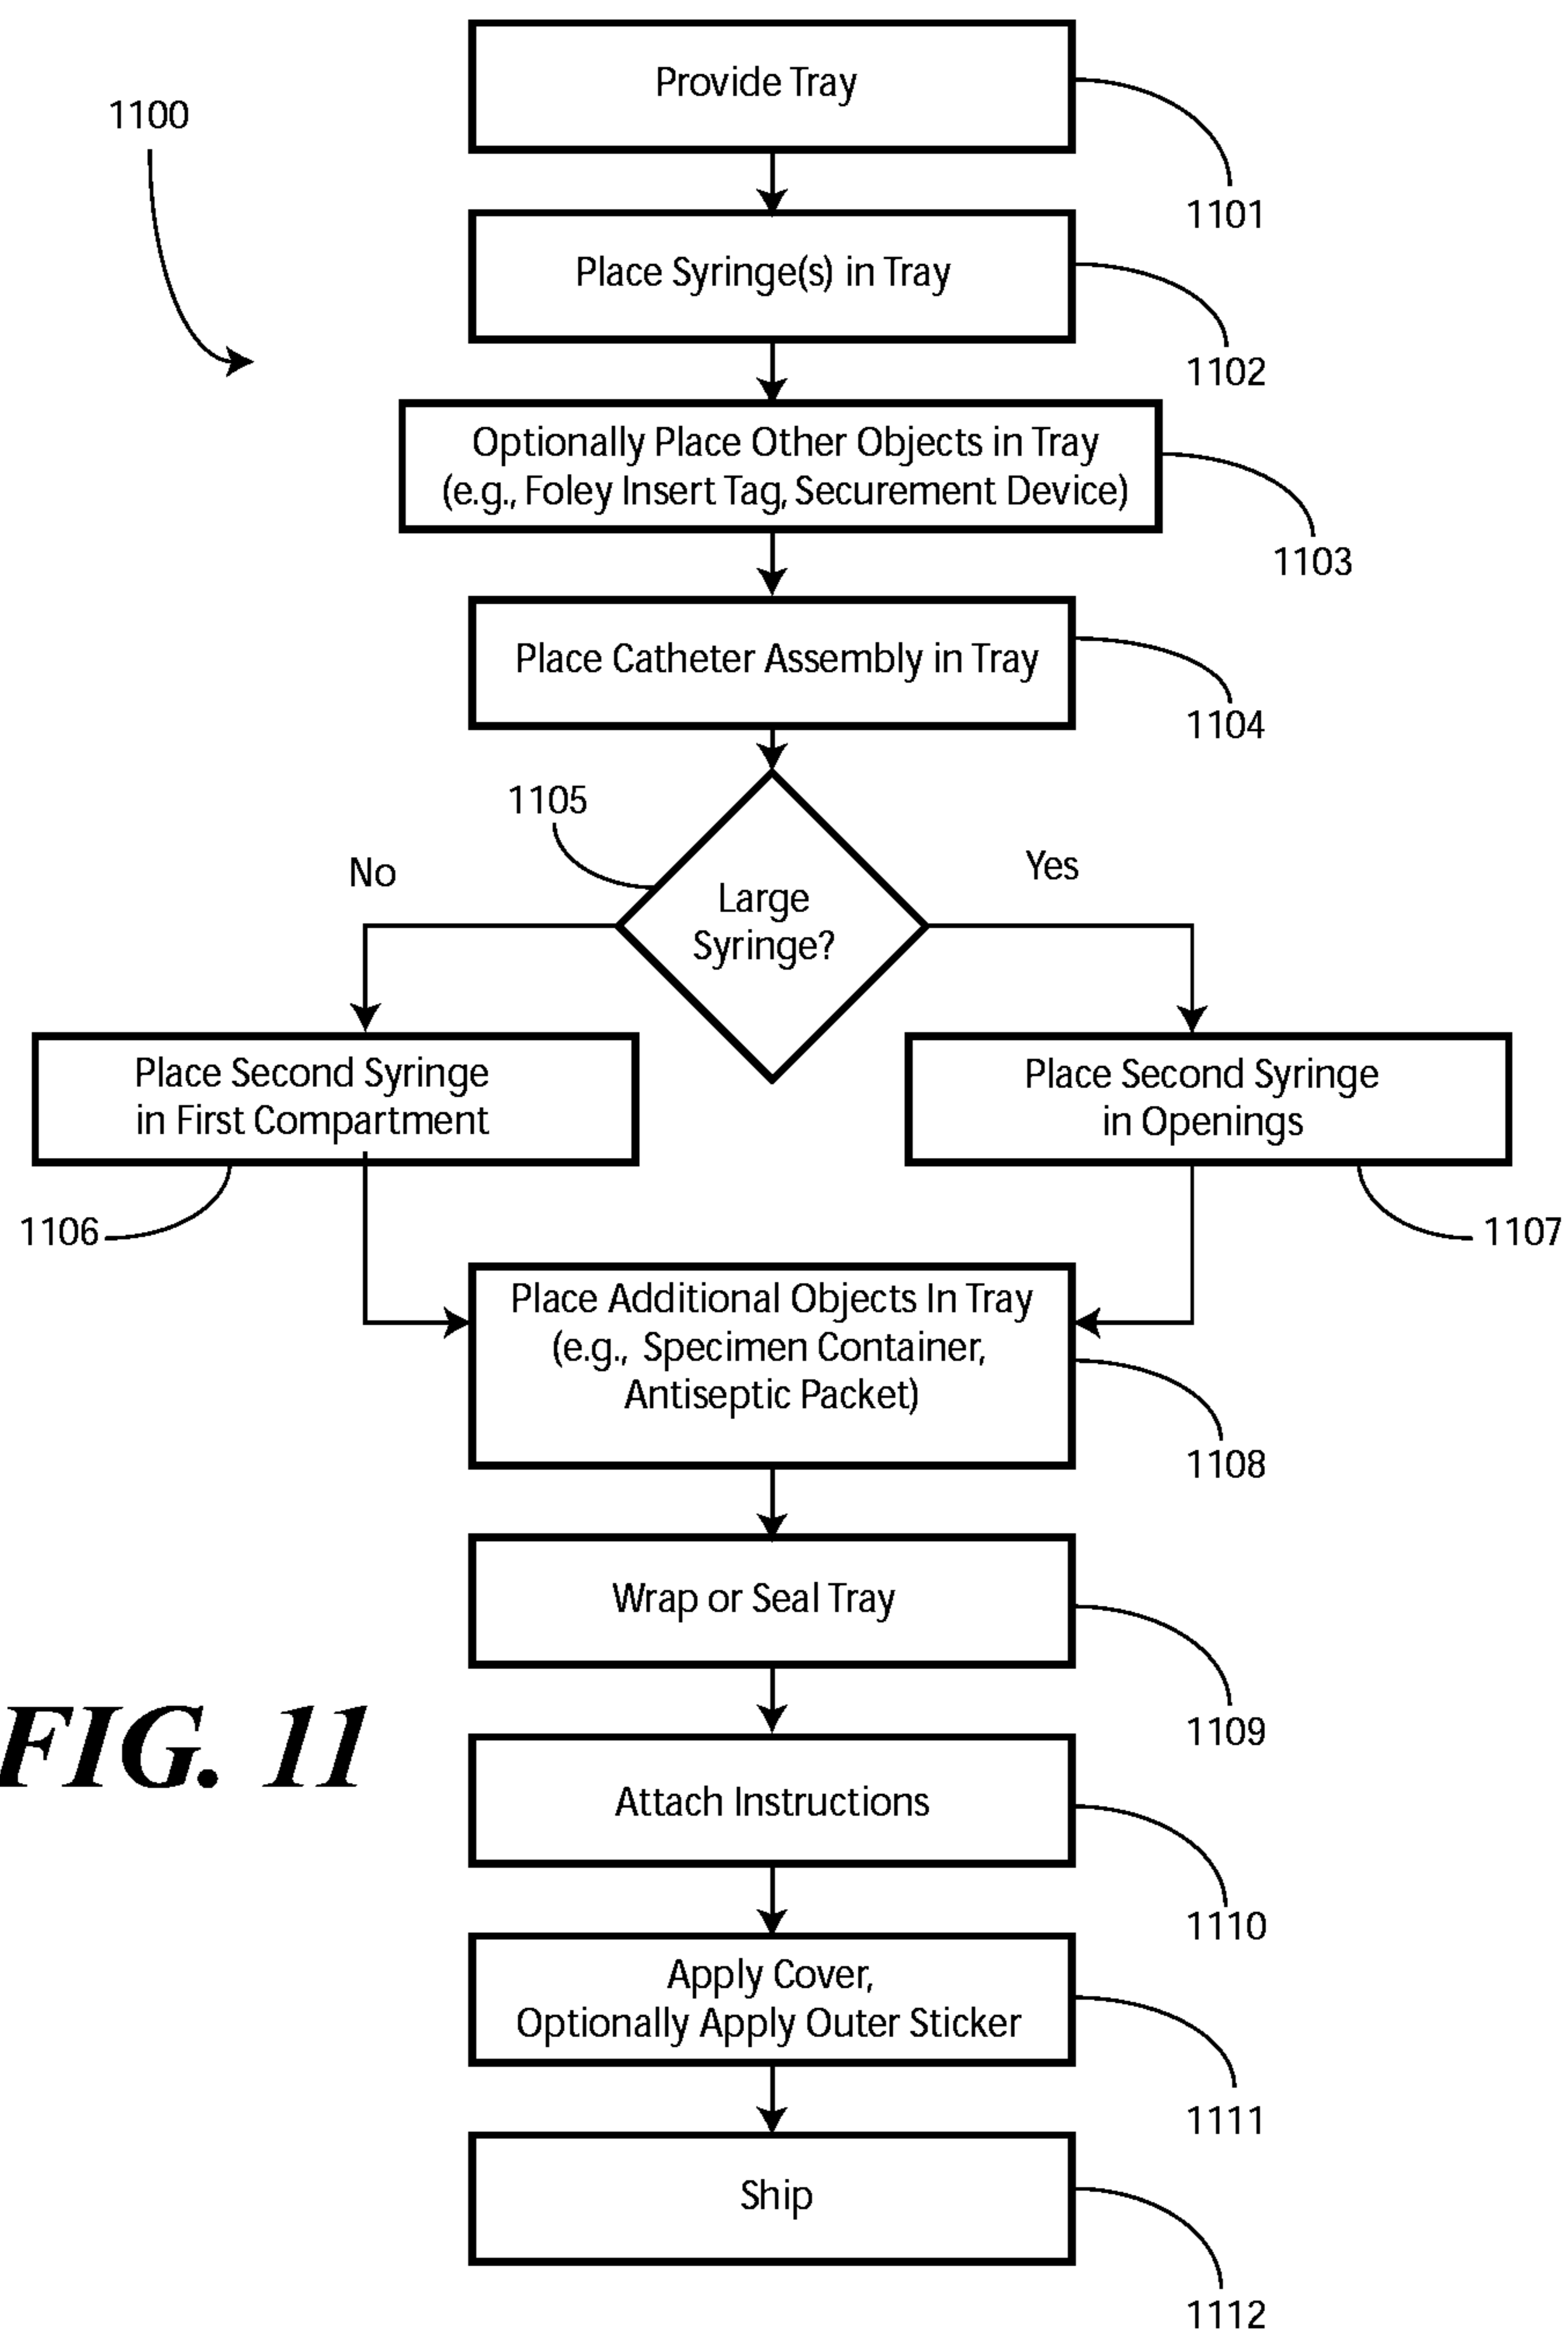 Provide Tray
1100
1101
Place Syringe(s) in Tray
1102
Optionally Place Other Objects in Tray
(e.g., Foley Insert Tag, Securement Device)
1103
Place Catheter Assembly in Tray
1104
1105
No
Yes
Large
Syringe?
Place Second Syringe
in First Compartment
Place Second Syringe
in Openings
1106
1107
Place Additional Objects In Tray
(e.g., Specimen Container,
Antiseptic Packet)
1108
Wrap or Seal Tray
1109
FIG. 11
Attach Instructions
1110
Apply Cover,
Optionally Apply Outer Sticker
1111
Ship
1112